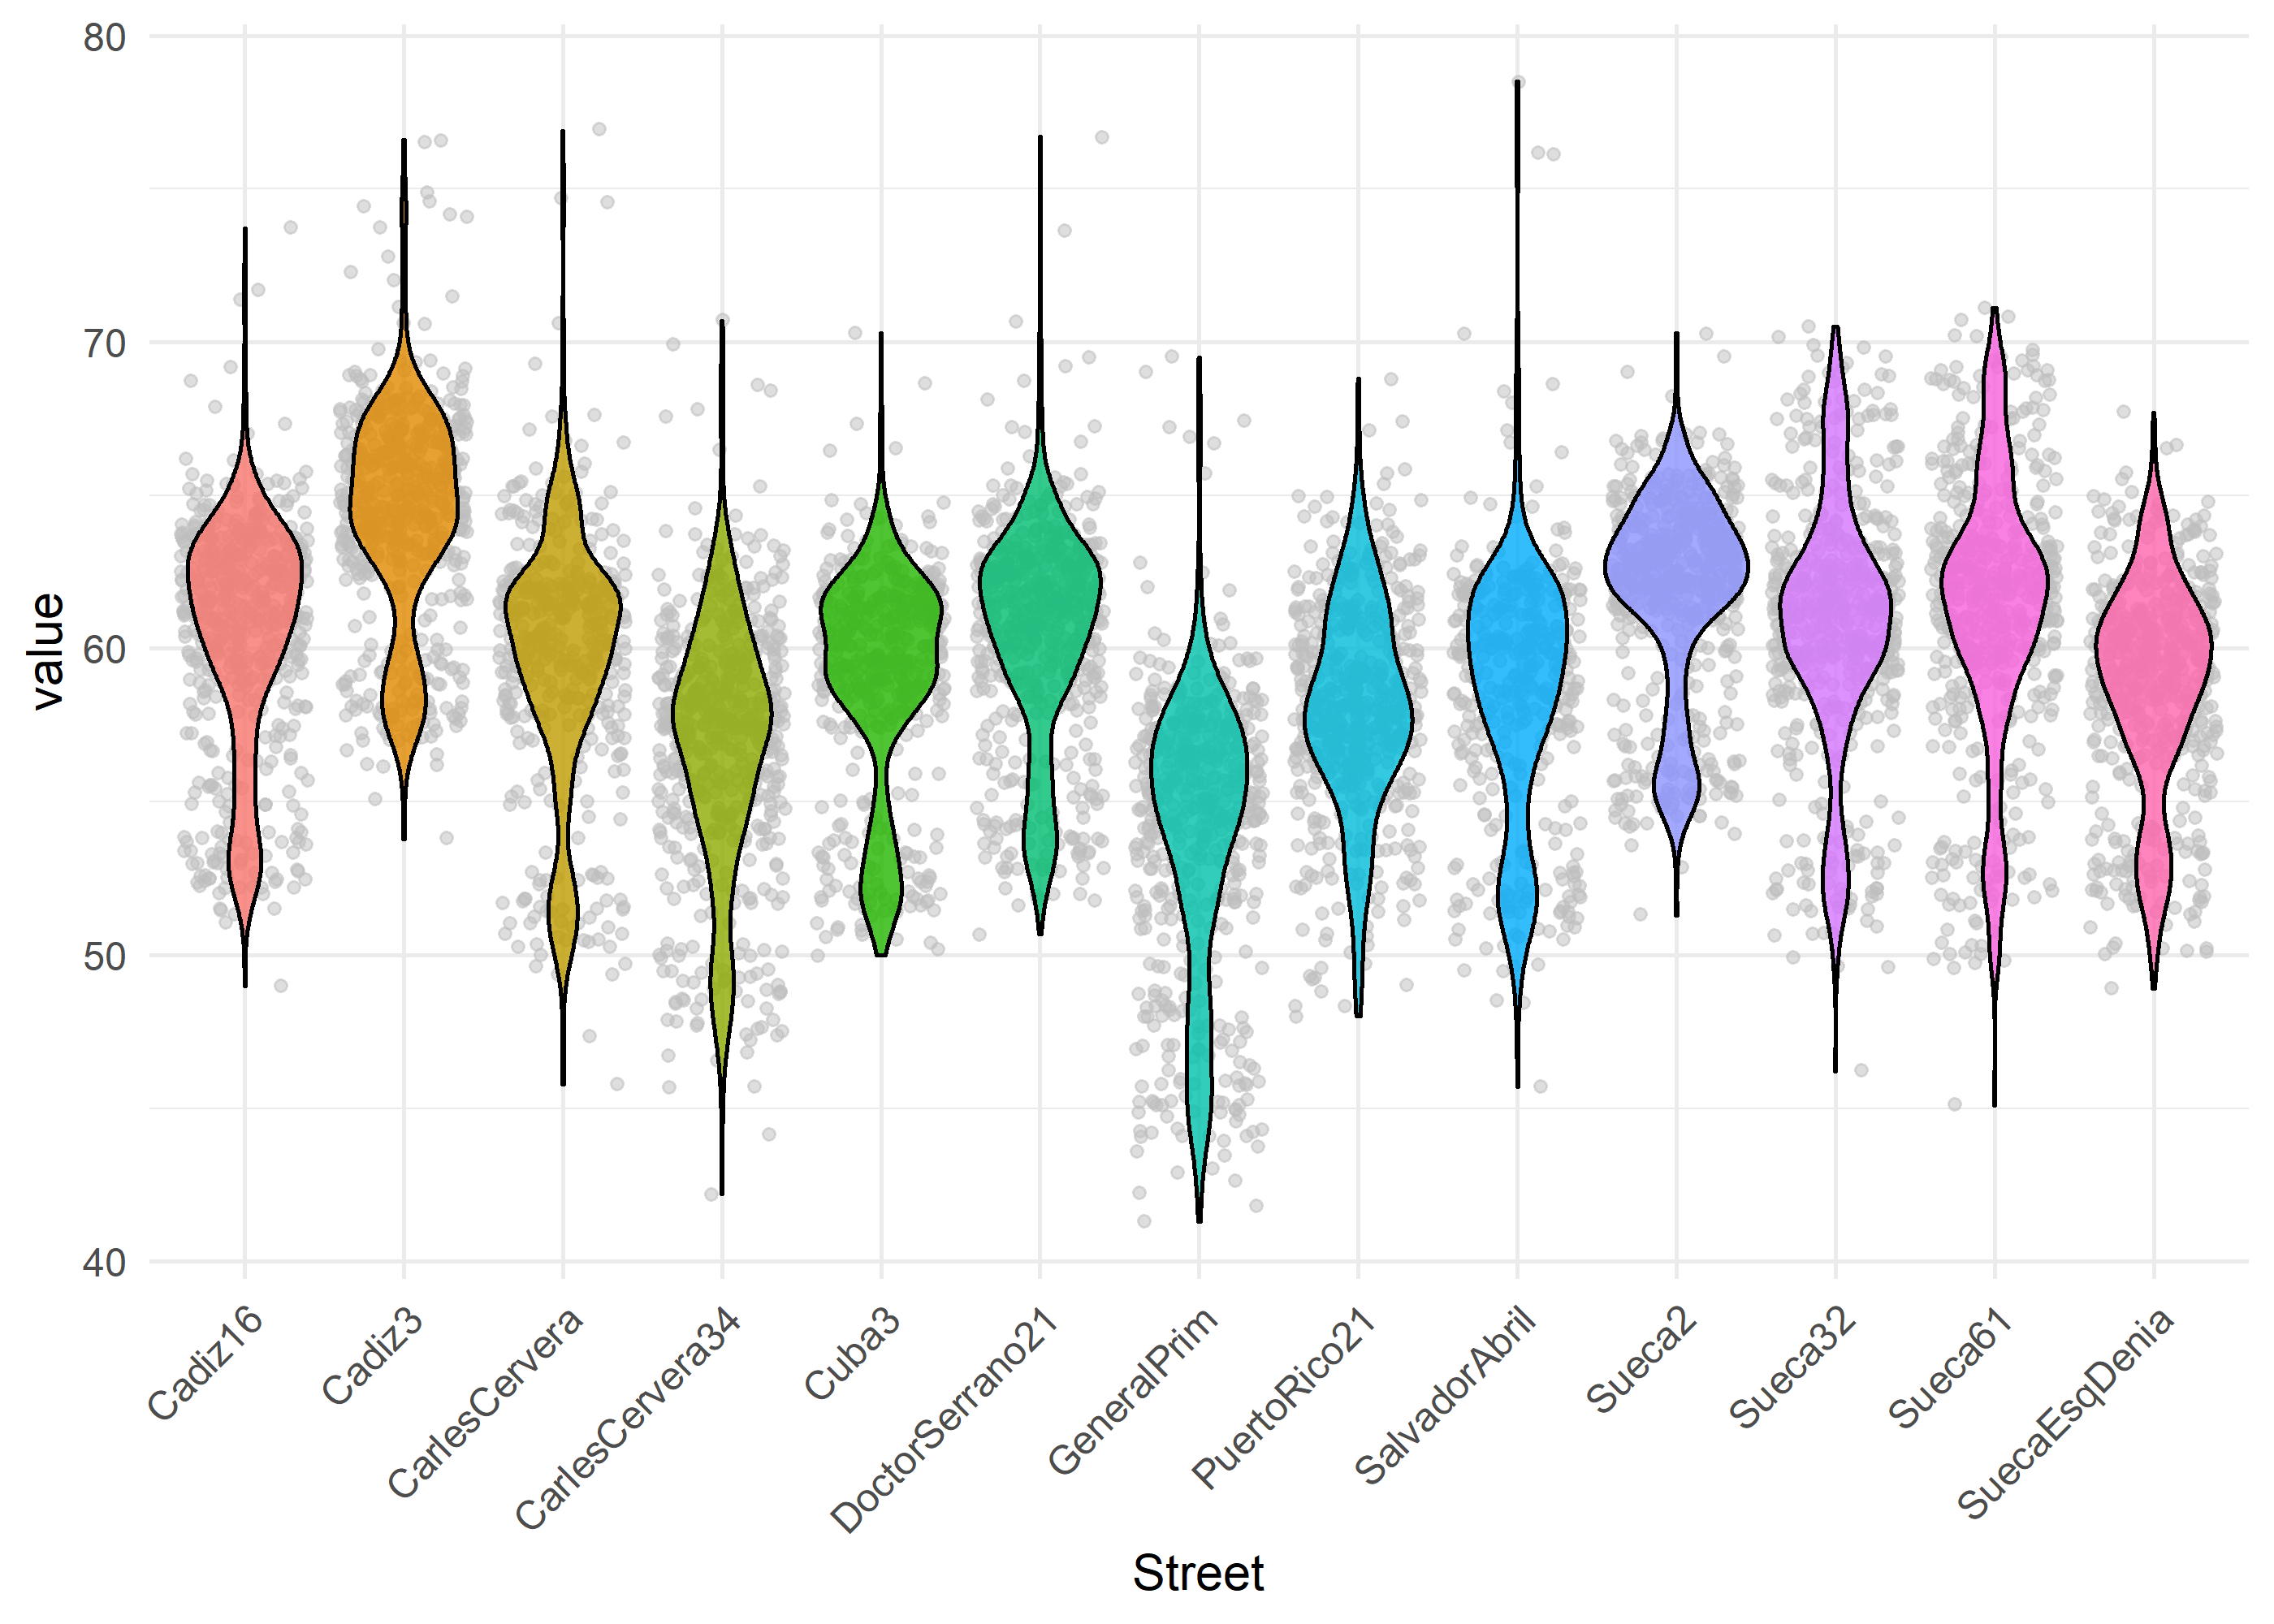 value
80
70
60
50
40
Cadiz16
Cadiz3
CarlesCervera
CarlesCervera34
Cuba3
DoctorSerrano21
GeneralPrim
PuertoRico21
SalvadorAbril
Sueca2
Sueca32
Sueca61
SuecaEsqDenia
Street